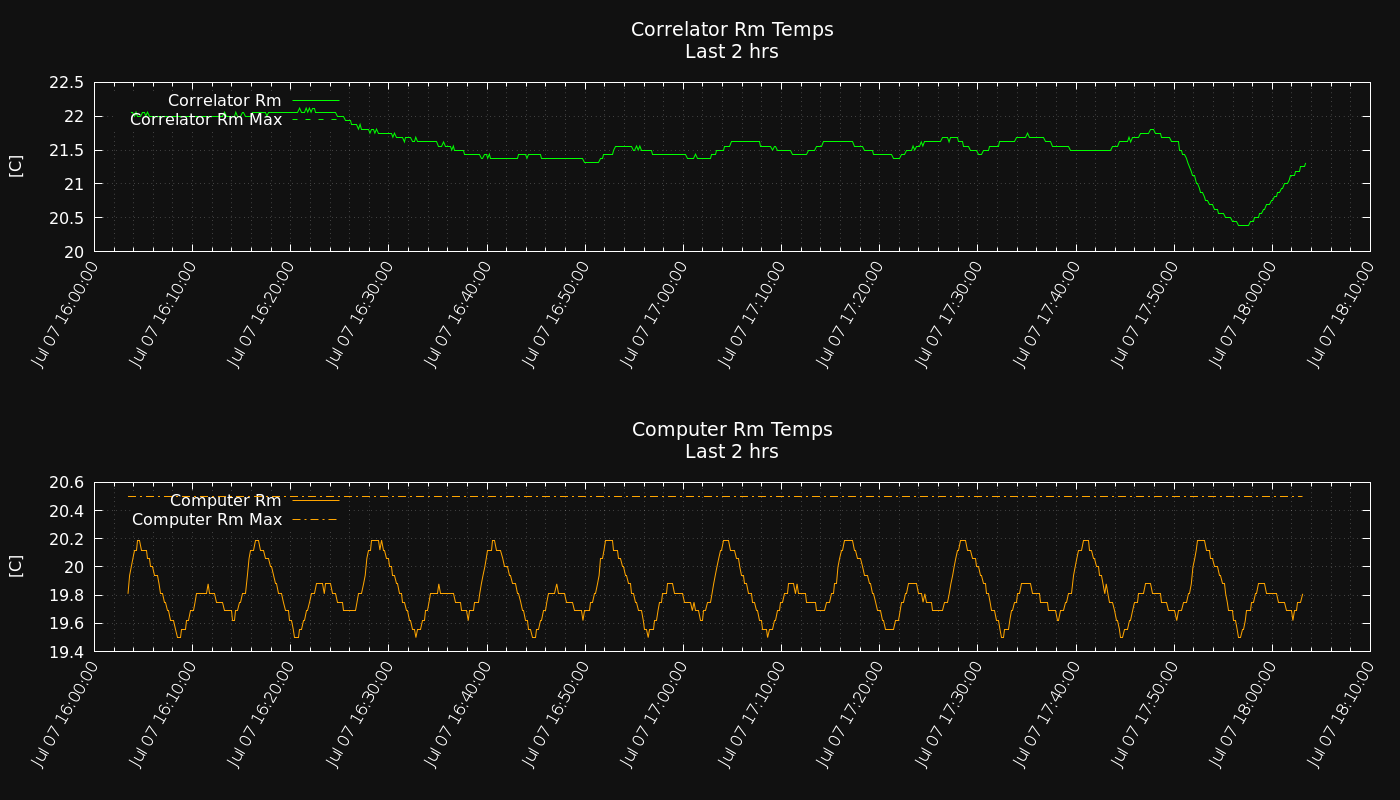 Correlator Rm Temps
Last 2 hrs
22.5
22
21.5
21
20.5
20
[C]
Correlator Rm
Correlator Rm Max
Jul 07 16:00:00
Jul 07 16:10:00
Jul 07 16:20:00
Jul 07 16:30:00
Jul 07 16:40:00
Jul 07 16:50:00
Jul 07 17:00:00
Jul 07 17:10:00
Jul 07 17:20:00
Jul 07 17:30:00
Jul 07 17:40:00
Jul 07 17:50:00
Jul 07 18:00:00
Jul 07 18:10:00
Computer Rm Temps
Last 2 hrs
20.6
20.4
20.2
20
19.8
19.6
19.4
[C]
Computer Rm
Computer Rm Max
Jul 07 16:00:00
Jul 07 16:10:00
Jul 07 16:20:00
Jul 07 16:30:00
Jul 07 16:40:00
Jul 07 16:50:00
Jul 07 17:00:00
Jul 07 17:10:00
Jul 07 17:20:00
Jul 07 17:30:00
Jul 07 17:40:00
Jul 07 17:50:00
Jul 07 18:00:00
Jul 07 18:10:00